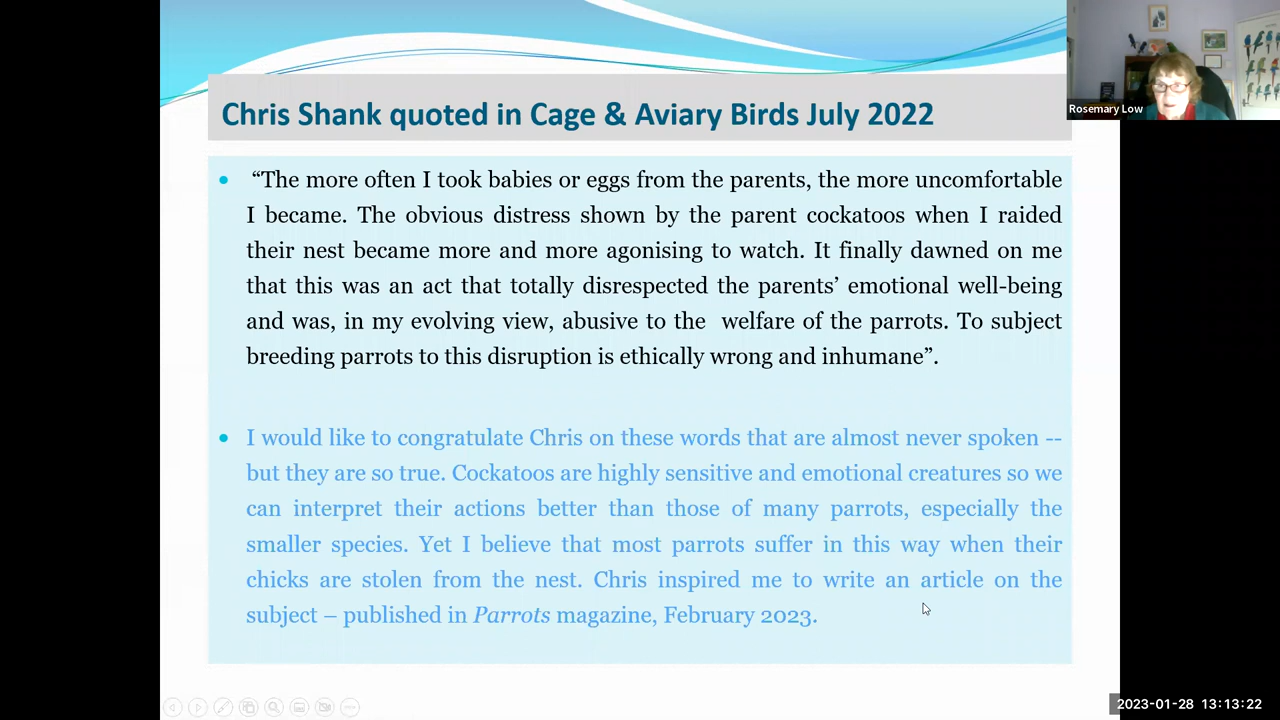 Chris Shank quoted in Cage & Aviary Birds July 2022
Rosemary Low
• “The more often I took babies or eggs from the parents, the more uncomfortable
I became. The obvious distress shown by the parent cockatoos when I raided
their nest became more and more agonising to watch. It finally dawned on me
that this was an act that totally disrespected the parents’ emotional well-being
and was, in my evolving view, abusive to the welfare of the parrots. To subject
breeding parrots to this disruption is ethically wrong and inhumane”.
• I would like to congratulate Chris on these words that are almost never spoken --
but they are so true. Cockatoos are highly sensitive and emotional creatures so we
can interpret their actions better than those of many parrots, especially the
smaller species. Yet I believe that most parrots suffer in this way when their
chicks are stolen from the nest. Chris inspired me to write an article on the
subject – published in Parrots magazine, February 2023.
2023-01-28 13:13:22